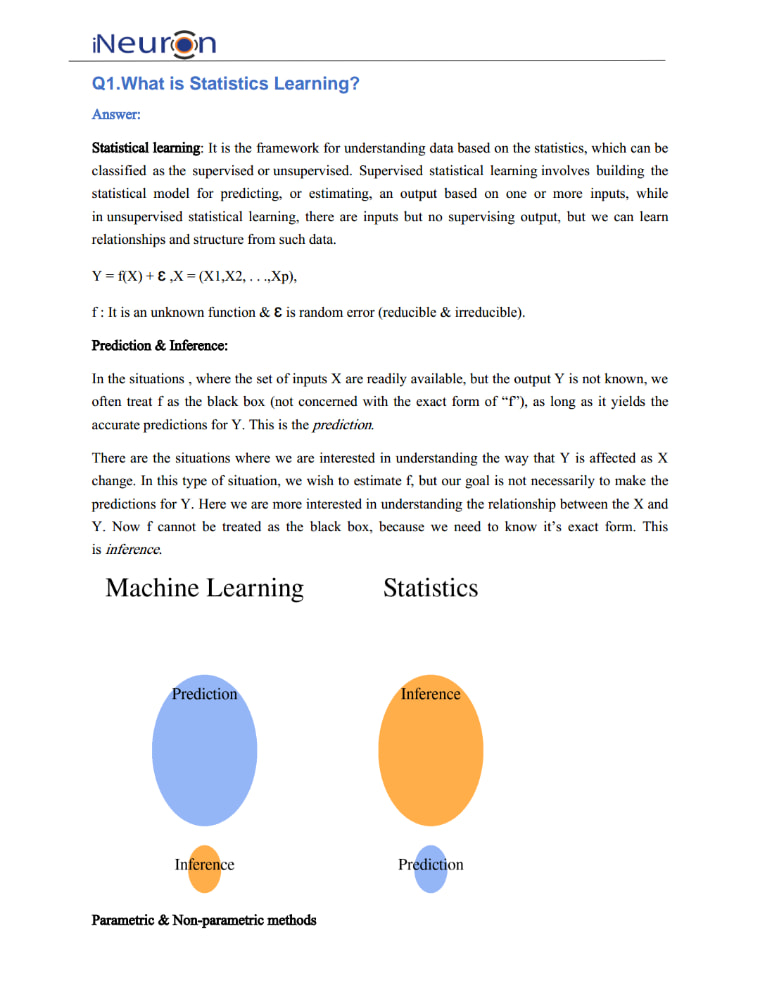 iNeuron
Q1.What is Statistics Learning?
Answer:
Statistical learning: It is the framework for understanding data based on the statistics, which can be
classified as the supervised or unsupervised. Supervised statistical learning involves building the
statistical model for predicting, or estimating, an output based on one or more inputs, while
in unsupervised statistical learning, there are inputs but no supervising output, but we can learn
relationships and structure from such data.
Y = f(X) + Ɛ ,X = (X1,X2, . . .,Xp),
f : It is an unknown function & Ɛ is random error (reducible & irreducible).
Prediction & Inference:
In the situations , where the set of inputs X are readily available, but the output Y is not known, we
often treat f as the black box (not concerned with the exact form of “f”), as long as it yields the
accurate predictions for Y. This is the prediction.
There are the situations where we are interested in understanding the way that Y is affected as X
change. In this type of situation, we wish to estimate f, but our goal is not necessarily to make the
predictions for Y. Here we are more interested in understanding the relationship between the X and
Y. Now f cannot be treated as the black box, because we need to know it’s exact form. This
is inference.
Machine Learning Statistics
Prediction Inference
Inference Prediction
Parametric & Non-parametric methods